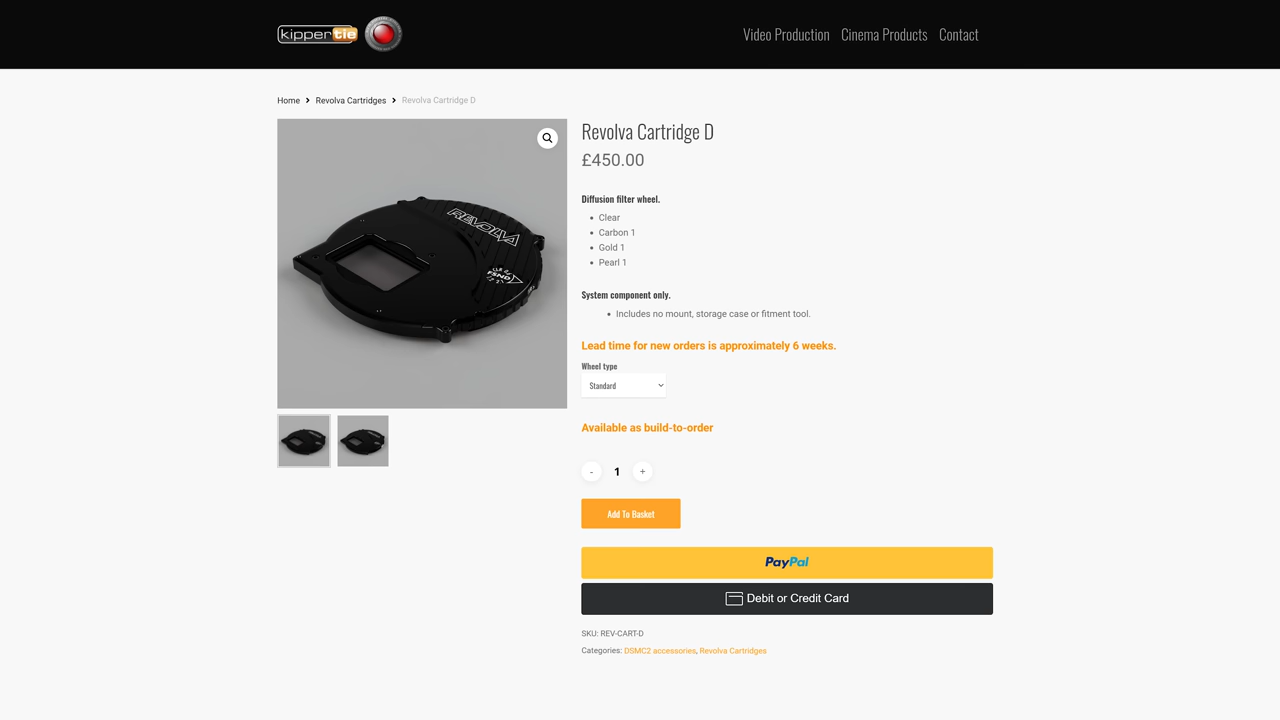 kippertie
Video Production Cinema Products Contact
Home Revolva Cartridges Revolva Cartridge D
Revolva Cartridge D
£450.00
REVOLVA
FSND
Diffusion filter wheel.
Clear
Carbon 1
Gold 1
Pearl 1
System component only.
Includes no mount, storage case or fitment tool.
Lead time for new orders is approximately 6 weeks.
Wheel type
Standard
Available as build-to-order
- 1 +
Add To Basket
PayPal
Debit or Credit Card
SKU: REV-CART-D
Categories: DSMC2 accessories, Revolva Cartridges